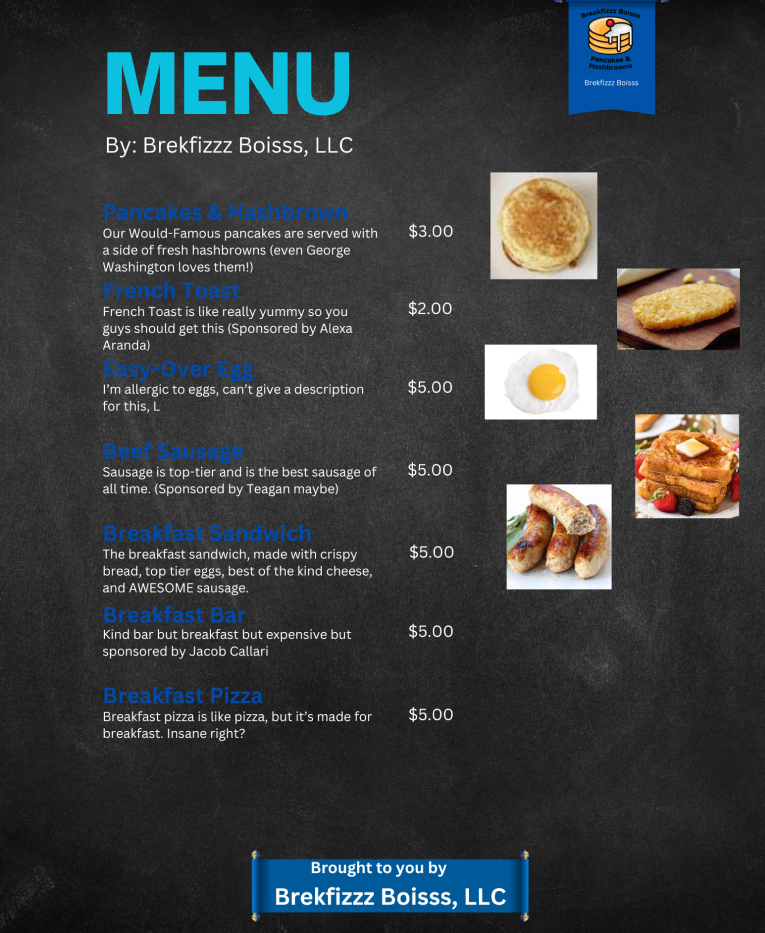 Brekfizzz Boisss
Pancakes &
Hashbrowns
Brekfizzz Boisss
MENU
By: Brekfizzz Boisss, LLC
Pancakes & Hashbrown
Our Would-Famous pancakes are served with
a side of fresh hashbrowns (even George
Washington loves them!)
$3.00
French Toast
French Toast is like really yummy so you
guys should get this (Sponsored by Alexa
Aranda)
$2.00
Easy-Over Egg
I’m allergic to eggs, can’t give a description
for this, L
$5.00
Beef Sausage
Sausage is top-tier and is the best sausage of
all time. (Sponsored by Teagan maybe)
$5.00
Breakfast Sandwich
The breakfast sandwich, made with crispy
bread, top tier eggs, best of the kind cheese,
and AWESOME sausage.
$5.00
Breakfast Bar
Kind bar but breakfast but expensive but
sponsored by Jacob Callari
$5.00
Breakfast Pizza
Breakfast pizza is like pizza, but it’s made for
breakfast. Insane right?
$5.00
Brought to you by
Brekfizzz Boisss, LLC